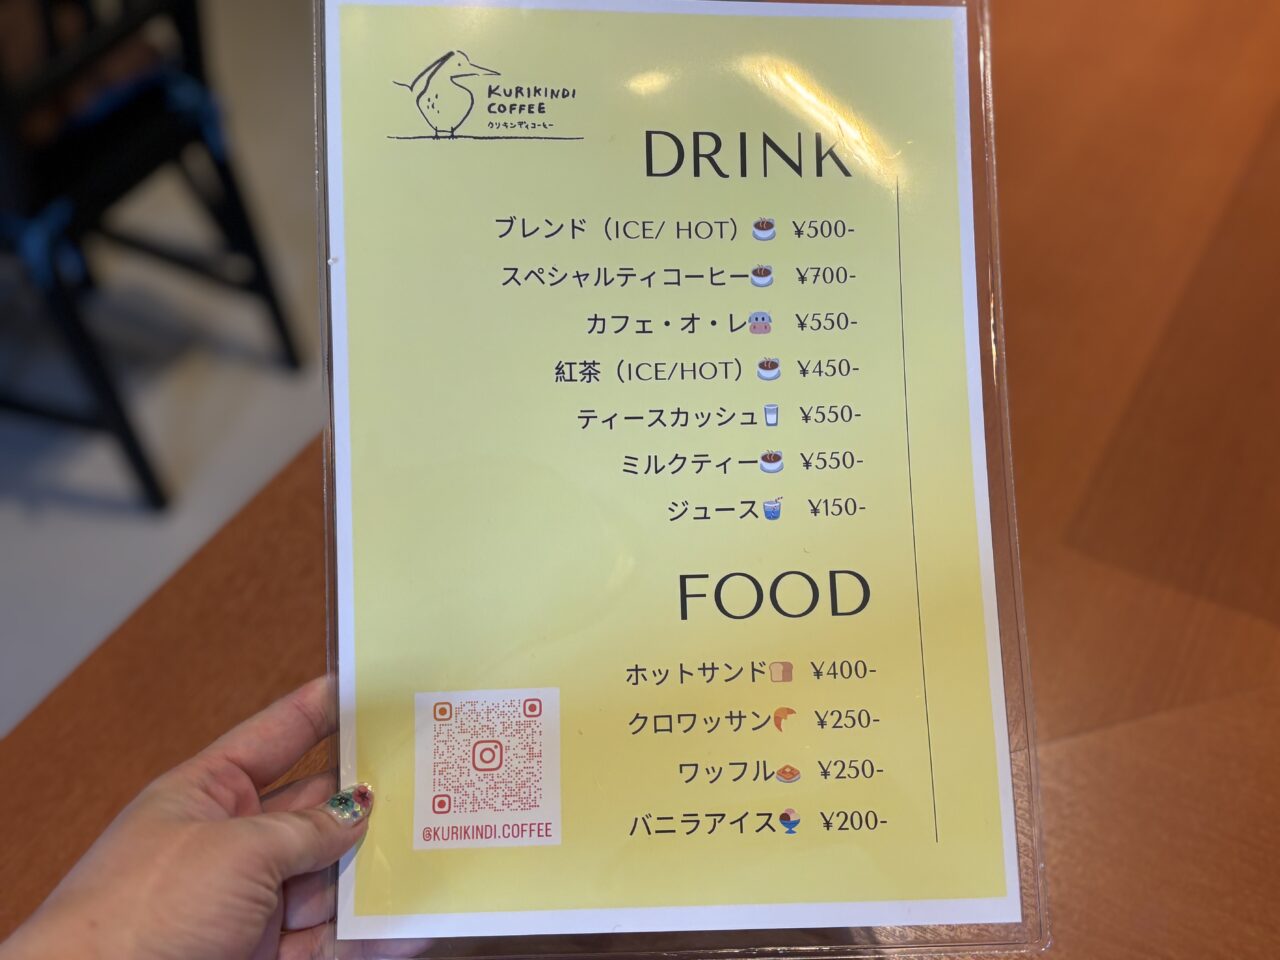 KURIKINDI
COFFEE
クリキンディコーヒー
DRINK
ブレンド（ICE/ HOT） ¥500-
スペシャルティコーヒー ¥700-
カフェ・オ・レ ¥550-
紅茶（ICE/HOT） ¥450-
ティースカッシュ ¥550-
ミルクティー ¥550-
ジュース ¥150-
FOOD
ホットサンド ¥400-
クロワッサン ¥250-
ワッフル ¥250-
バニラアイス ¥200-
@KURIKINDI.COFFEE